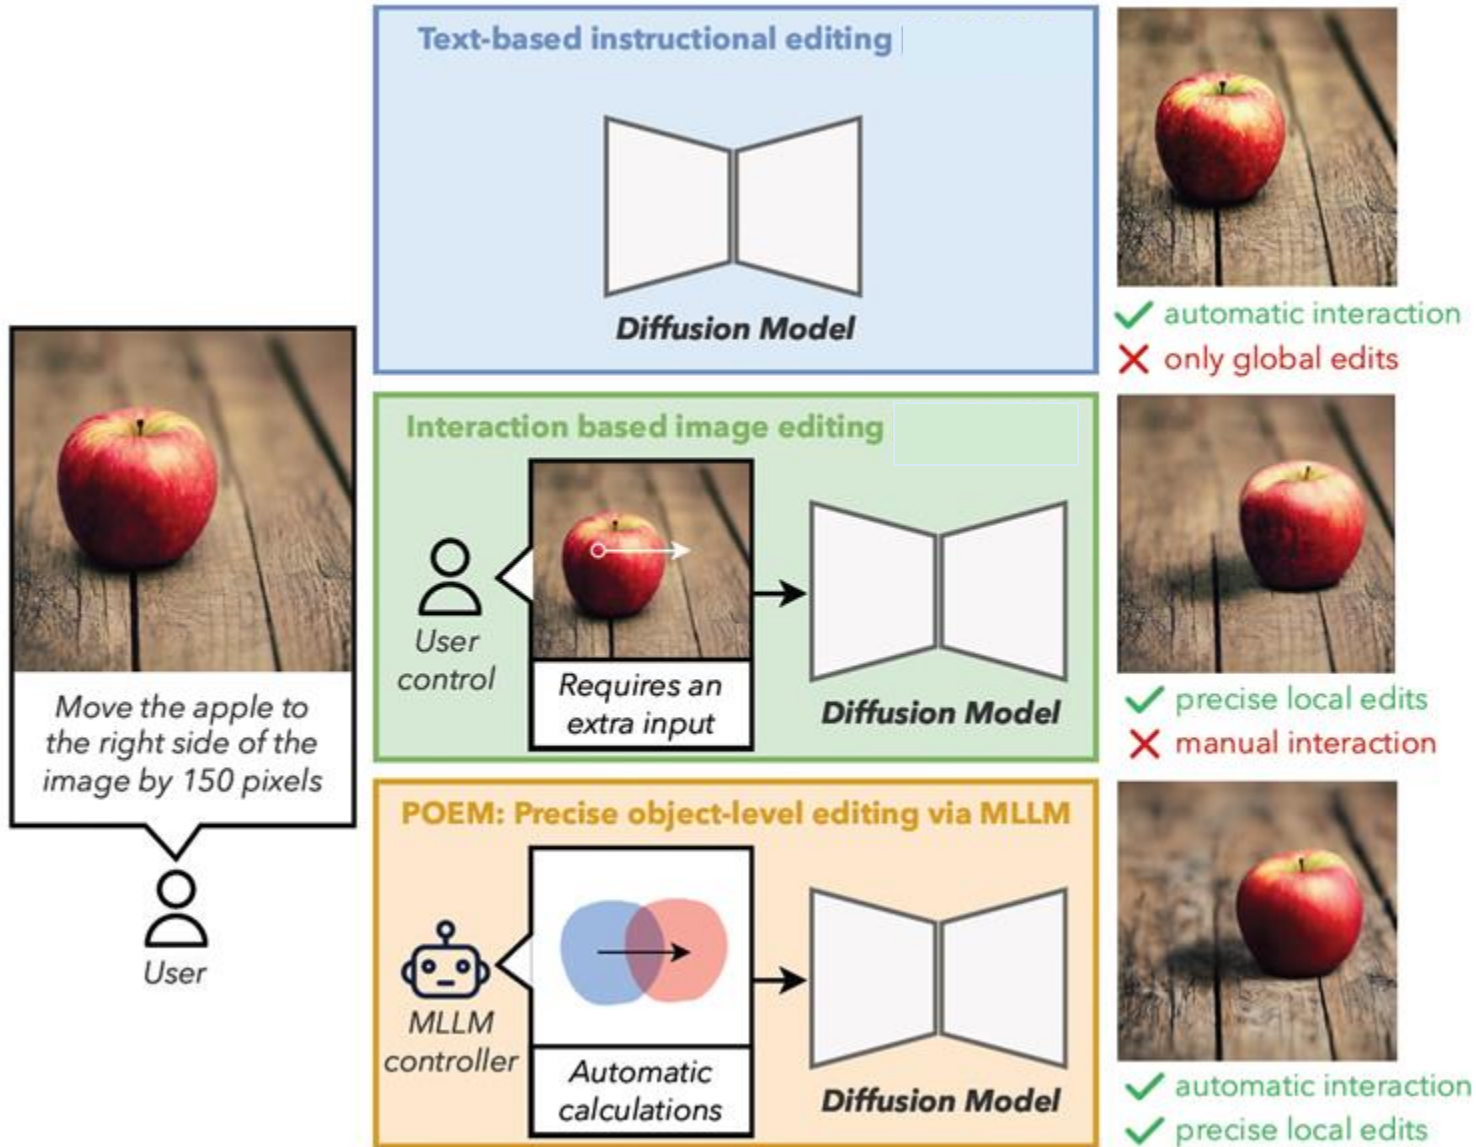 Move the apple to
the right side of the
image by 150 pixels
User
Text-based instructional editing
Diffusion Model
✓ automatic interaction
✗ only global edits
Interaction based image editing
User
control
Requires an
extra input
Diffusion Model
✓ precise local edits
✗ manual interaction
POEM: Precise object-level editing via MLLM
MLLM
controller
Automatic
calculations
Diffusion Model
✓ automatic interaction
✓ precise local edits